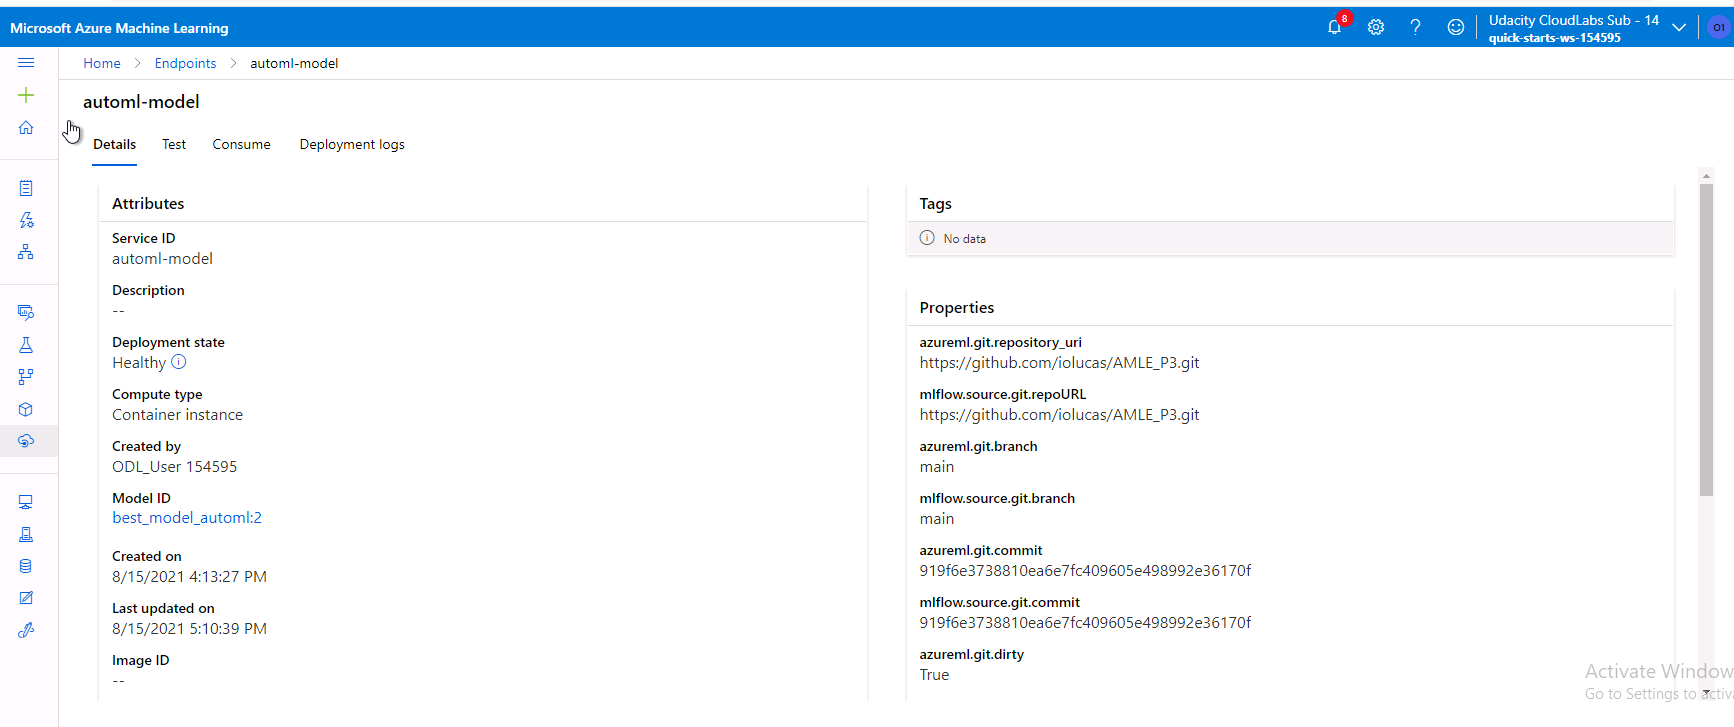 Microsoft Azure Machine Learning
8
Udacity CloudLabs Sub - 14
quick-starts-ws-154595
O1
Home > Endpoints > automl-model
automl-model
Details Test Consume Deployment logs
Attributes
Service ID
automl-model
Description
--
Deployment state
Healthy
Compute type
Container instance
Created by
ODL_User 154595
Model ID
best_model_automl:2
Created on
8/15/2021 4:13:27 PM
Last updated on
8/15/2021 5:10:39 PM
Image ID
--
Tags
No data
Properties
azureml.git.repository_uri
https://github.com/iolucas/AMLE_P3.git
mlflow.source.git.repoURL
https://github.com/iolucas/AMLE_P3.git
azureml.git.branch
main
mlflow.source.git.branch
main
azureml.git.commit
919f6e3738810ea6e7fc409605e498992e36170f
mlflow.source.git.commit
919f6e3738810ea6e7fc409605e498992e36170f
azureml.git.dirty
True
Activate Window
Go to Settings to activa